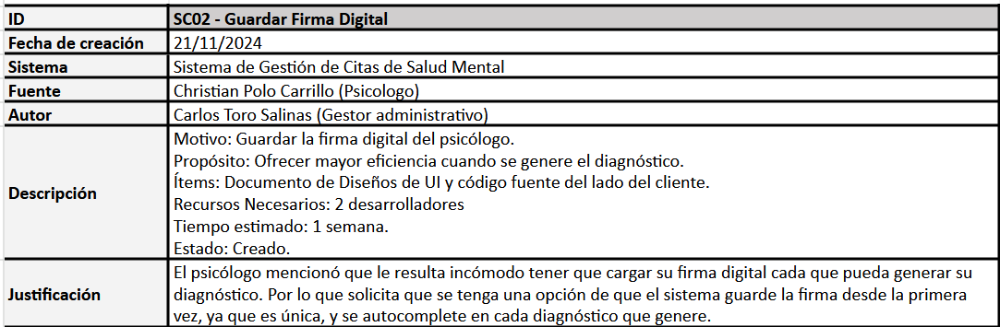 ID SC02 - Guardar Firma Digital
Fecha de creación 21/11/2024
Sistema Sistema de Gestión de Citas de Salud Mental
Fuente Christian Polo Carrillo (Psicologo)
Autor Carlos Toro Salinas (Gestor administrativo)
Descripción
Motivo: Guardar la firma digital del psicólogo.
Propósito: Ofrecer mayor eficiencia cuando se genere el diagnóstico.
Ítems: Documento de Diseños de UI y código fuente del lado del cliente.
Recursos Necesarios: 2 desarrolladores
Tiempo estimado: 1 semana.
Estado: Creado.
Justificación
El psicólogo mencionó que le resulta incómodo tener que cargar su firma digital cada que pueda generar su
diagnóstico. Por lo que solicita que se tenga una opción de que el sistema guarde la firma desde la primera
vez, ya que es única, y se autocomplete en cada diagnóstico que genere.